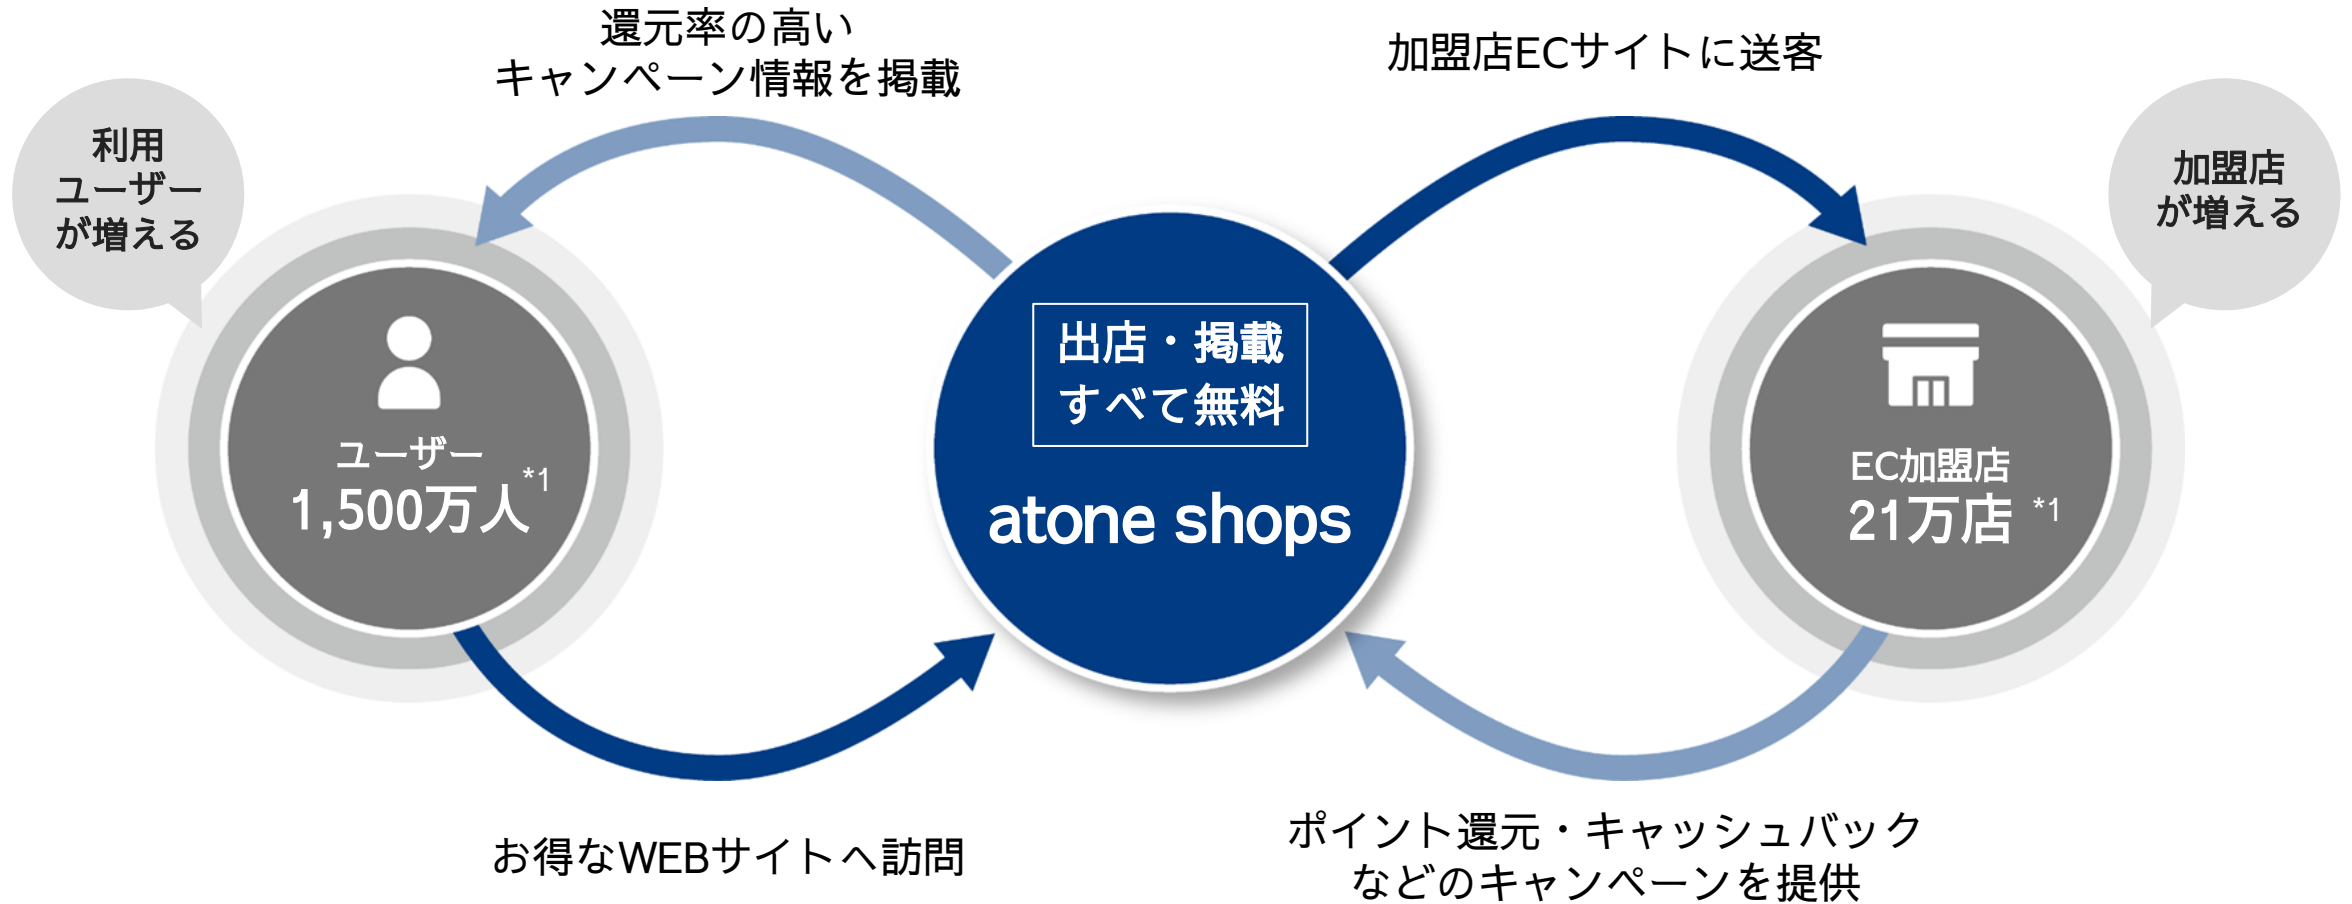 還元率の高い
キャンペーン情報を掲載
加盟店ECサイトに送客
利用
ユーザー
が増える
加盟店
が増える
出店・掲載
すべて無料
atone shops
ユーザー
1,500万人*1
EC加盟店
21万店 *1
お得なWEBサイトへ訪問
ポイント還元・キャッシュバック
などのキャンペーンを提供